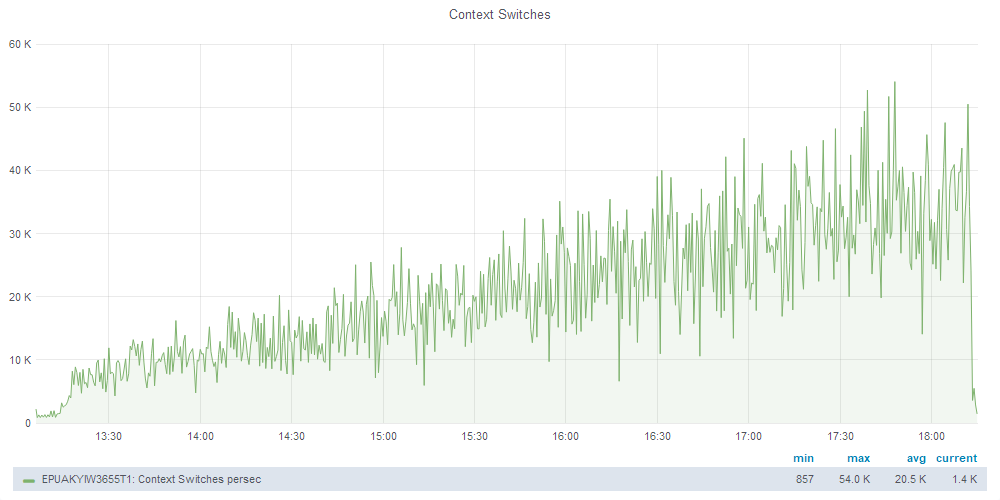 Context Switches
60 K
50 K
40 K
30 K
20 K
10 K
0
13:30 14:00 14:30 15:00 15:30 16:00 16:30 17:00 17:30 18:00
min max avg current
EPUAKYIW3655T1: Context Switches persec 857 54.0 K 20.5 K 1.4 K